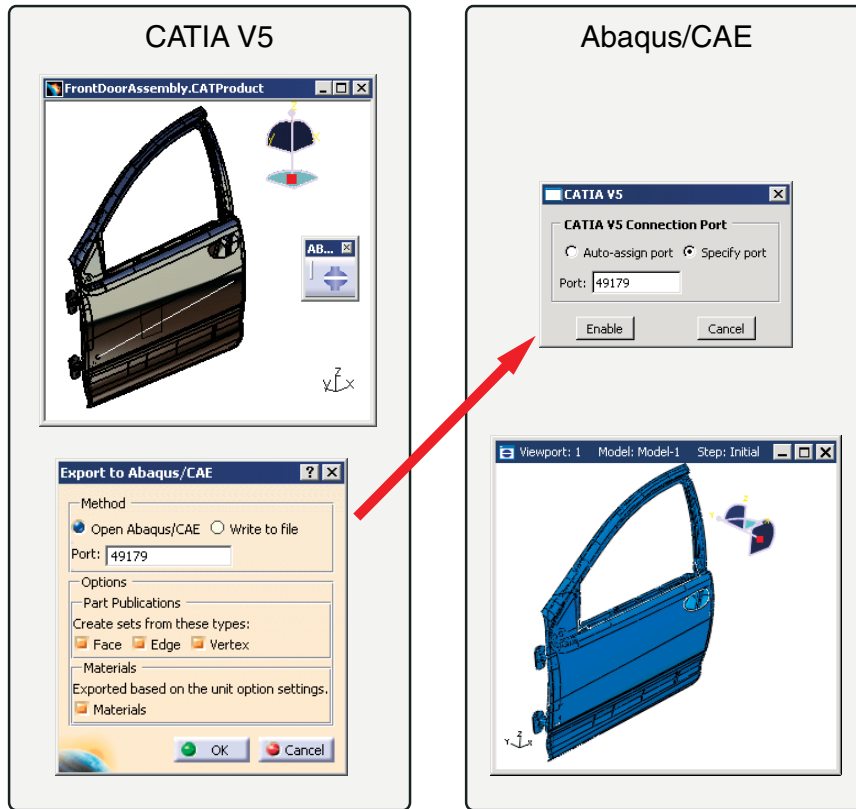 CATIA V5
FrontDoorAssembly.CATProduct
Z
Y X
AB...
Z
Y X
Export to Abaqus/CAE
Method
Open Abaqus/CAE Write to file
Port: 49179
Options
Part Publications
Create sets from these types:
Face Edge Vertex
Materials
Exported based on the unit option settings.
Materials
OK Cancel
Abaqus/CAE
CATIA V5
CATIA V5 Connection Port
Auto-assign port Specify port
Port: 49179
Enable Cancel
Viewport: 1 Model: Model-1 Step: Initial
Z
Y X
Z
Y X